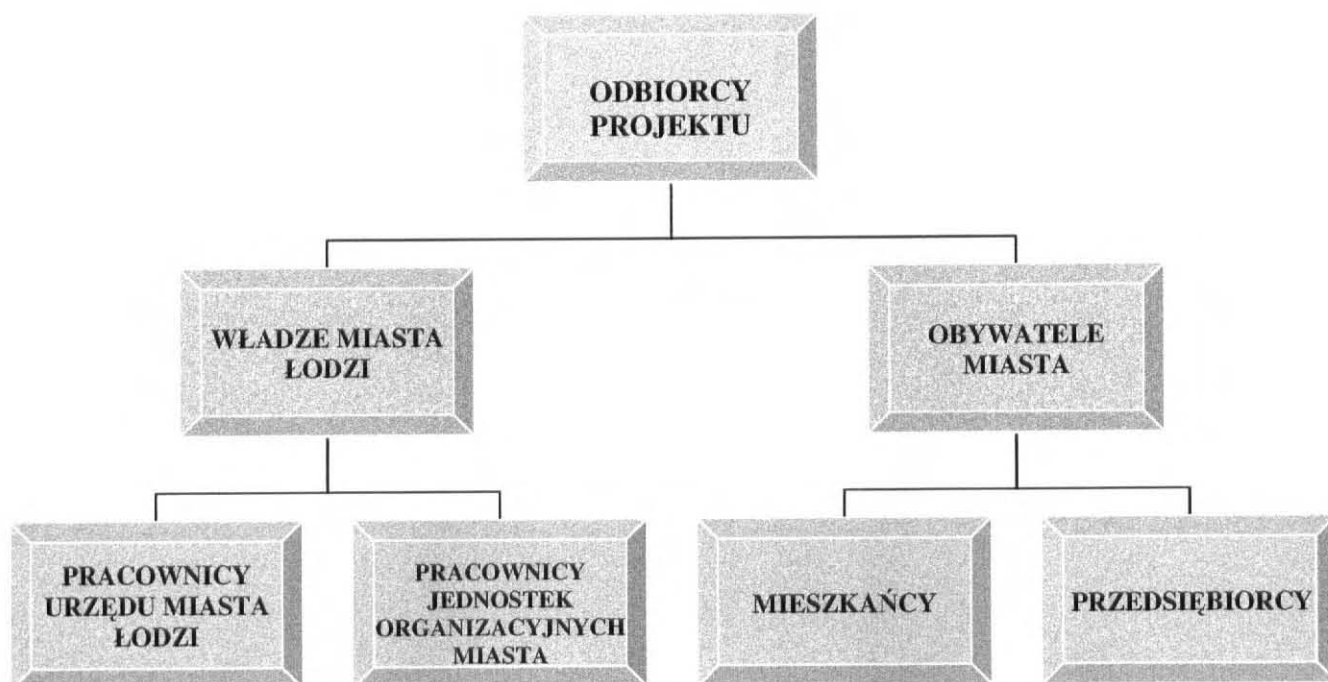 ODBIORCY
PROJEKTU
WŁADZE MIASTA
ŁODZI
OBYWATELE
MIASTA
PRACOWNICY
URZĘDU MIASTA
ŁODZI
PRACOWNICY
JEDNOSTEK
ORGANIZACYJNYCH
MIASTA
MIESZKAŃCY
PRZEDSIĘBIORCY